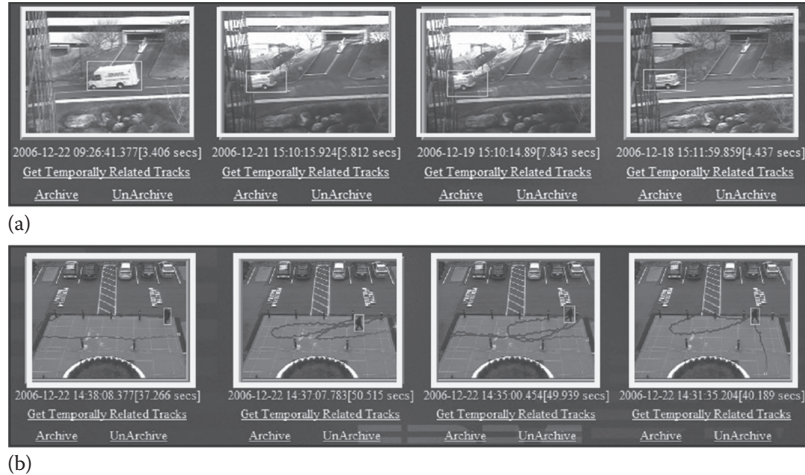 2006-12-22 09:26:41.377[3.406 secs]
Get Temporally Related Tracks
Archive UnArchive
2006-12-21 15:10:15.924[5.812 secs]
Get Temporally Related Tracks
Archive UnArchive
2006-12-19 15:10:14.89[7.843 secs]
Get Temporally Related Tracks
Archive UnArchive
2006-12-18 15:11:59.859[4.437 secs]
Get Temporally Related Tracks
Archive UnArchive
(a)
2006-12-22 14:38:08.377[37.266 secs]
Get Temporally Related Tracks
Archive UnArchive
2006-12-22 14:37:07.783[50.515 secs]
Get Temporally Related Tracks
Archive UnArchive
2006-12-22 14:35:00.454[49.939 secs]
Get Temporally Related Tracks
Archive UnArchive
2006-12-22 14:31:35.204[40.189 secs]
Get Temporally Related Tracks
Archive UnArchive
(b)